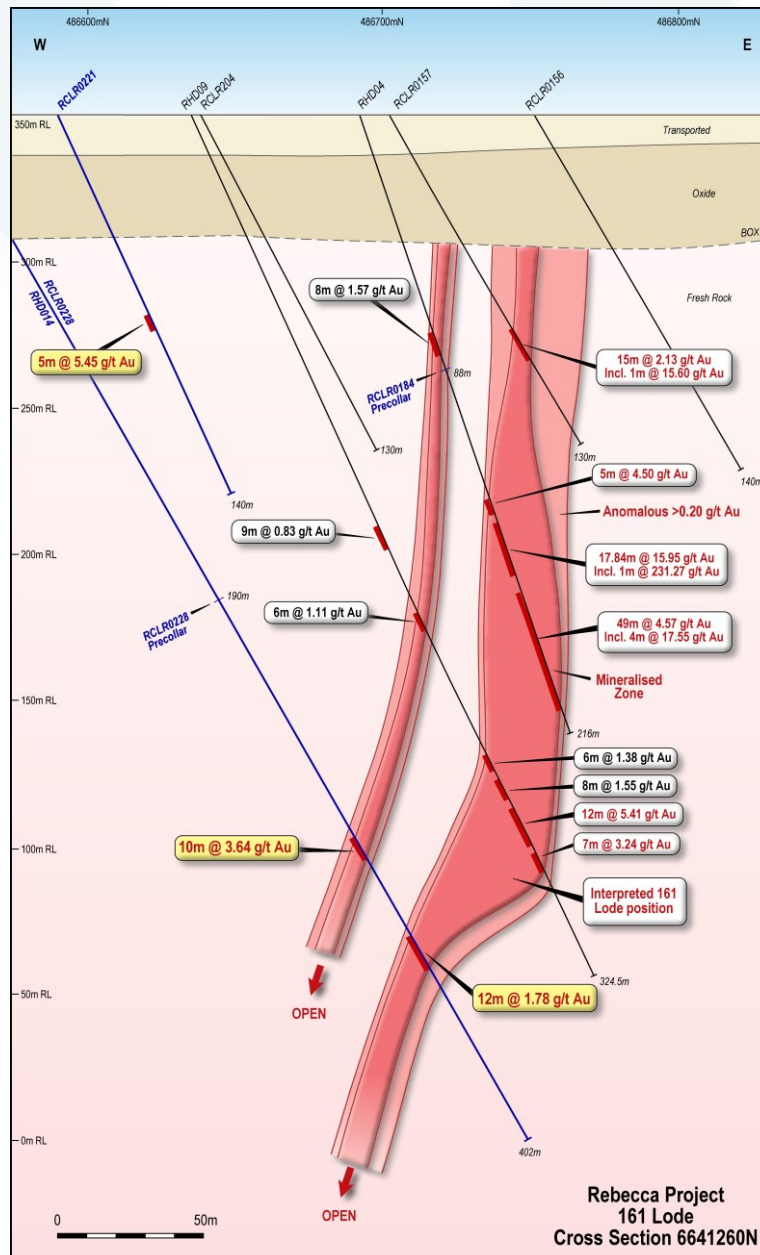 486600mN
486700mN
486800mN
W
E
RCLR0221
RHD09
RCLR204
RHD04
RCLR0157
RCLR0156
350m RL
Transported
Oxide
BOX
300m RL
RCLR0228
RHD014
Fresh Rock
8m @ 1.57 g/t Au
5m @ 5.45 g/t Au
15m @ 2.13 g/t Au
Incl. 1m @ 15.60 g/t Au
88m
RCLR0184
Precollar
250m RL
130m
130m
140m
140m
5m @ 4.50 g/t Au
Anomalous >0.20 g/t Au
9m @ 0.83 g/t Au
200m RL
17.84m @ 15.95 g/t Au
Incl. 1m @ 231.27 g/t Au
190m
RCLR0228
Precollar
6m @ 1.11 g/t Au
49m @ 4.57 g/t Au
Incl. 4m @ 17.55 g/t Au
Mineralised
Zone
150m RL
216m
6m @ 1.38 g/t Au
8m @ 1.55 g/t Au
12m @ 5.41 g/t Au
7m @ 3.24 g/t Au
100m RL
10m @ 3.64 g/t Au
Interpreted 161
Lode position
324.5m
12m @ 1.78 g/t Au
50m RL
OPEN
0m RL
402m
OPEN
0
50m
Rebecca Project
161 Lode
Cross Section 6641260N